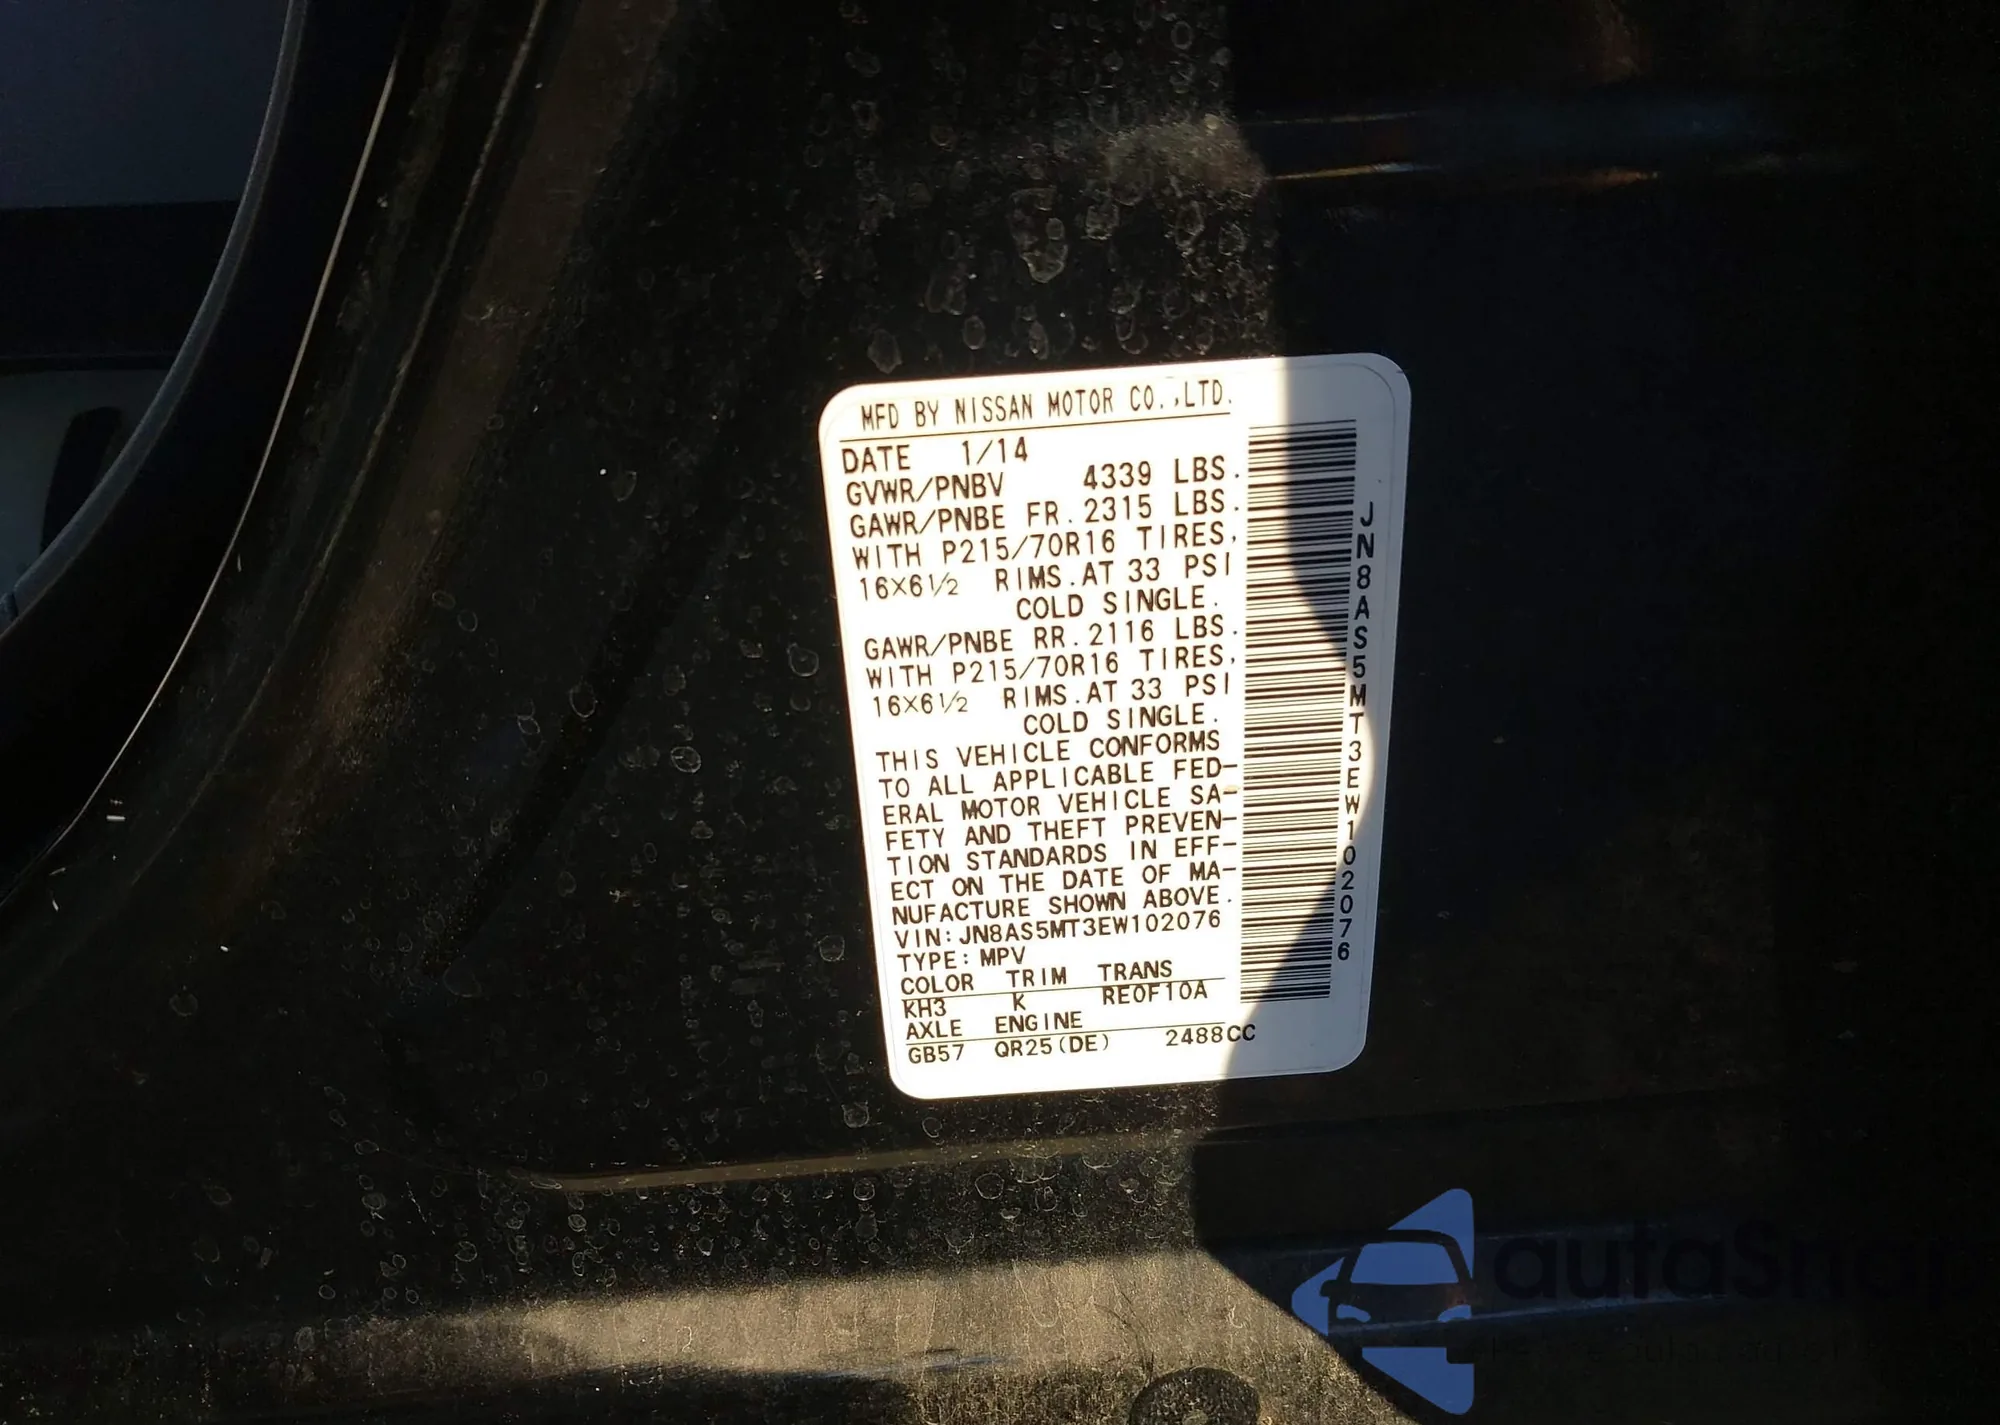 MFD BY NISSAN MOTOR CO.,LTD.
DATE 1/14
GVWR/PNBV 4339 LBS.
GAWR/PNBE FR.2315 LBS.
WITH P215/70R16 TIRES,
16X6½ RIMS.AT 33 PSI
COLD SINGLE.
GAWR/PNBE RR.2116 LBS.
WITH P215/70R16 TIRES,
16X6½ RIMS.AT 33 PSI
COLD SINGLE.
THIS VEHICLE CONFORMS
TO ALL APPLICABLE FED-
ERAL MOTOR VEHICLE SA-
FETY AND THEFT PREVEN-
TION STANDARDS IN EFF-
ECT ON THE DATE OF MA-
NUFACTURE SHOWN ABOVE.
VIN:JN8AS5MT3EW102076
TYPE:MPV
COLOR TRIM TRANS
KH3 K RE0F10A
AXLE ENGINE
GB57 QR25(DE) 2488CC
JN8AS5MT3EW102076